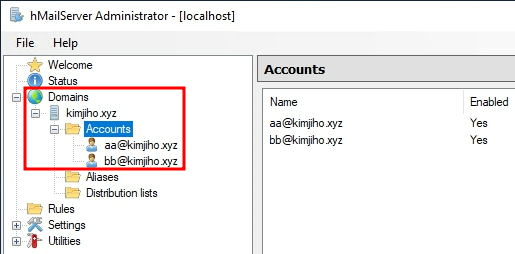 hMailServer Administrator - [localhost]
File Help
Welcome
Status
Domains
kimjiho.xyz
Accounts
aa@kimjiho.xyz
bb@kimjiho.xyz
Aliases
Distribution lists
Rules
Settings
Utilities
Accounts
Name Enabled
aa@kimjiho.xyz Yes
bb@kimjiho.xyz Yes